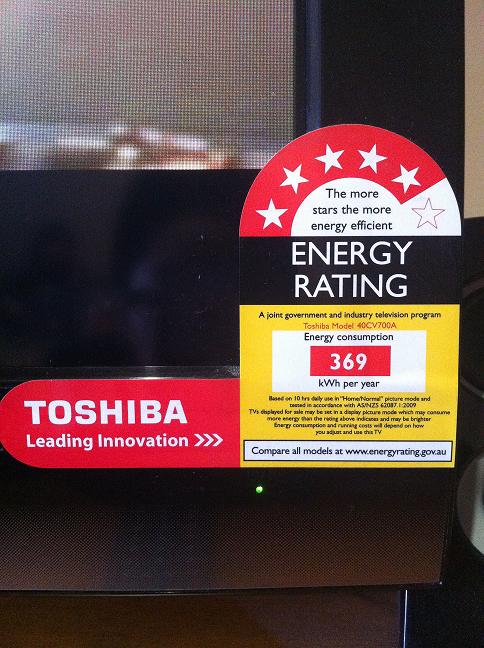 The more
stars the more
energy efficient
ENERGY
RATING
A joint government and industry television program
Toshiba Model 40CV700A
Energy consumption
369
kWh per year
Based on 10 hrs daily use in "Home/Normal" picture mode and
tested in accordance with AS/NZS 62087.1:2009
TVs displayed for sale may be set in a display picture mode which may consume
more energy than the rating above indicates and may be brighter
Energy consumption and running costs will depend on how
you adjust and use this TV
Compare all models at www.energyrating.gov.au
TOSHIBA
Leading Innovation >>>